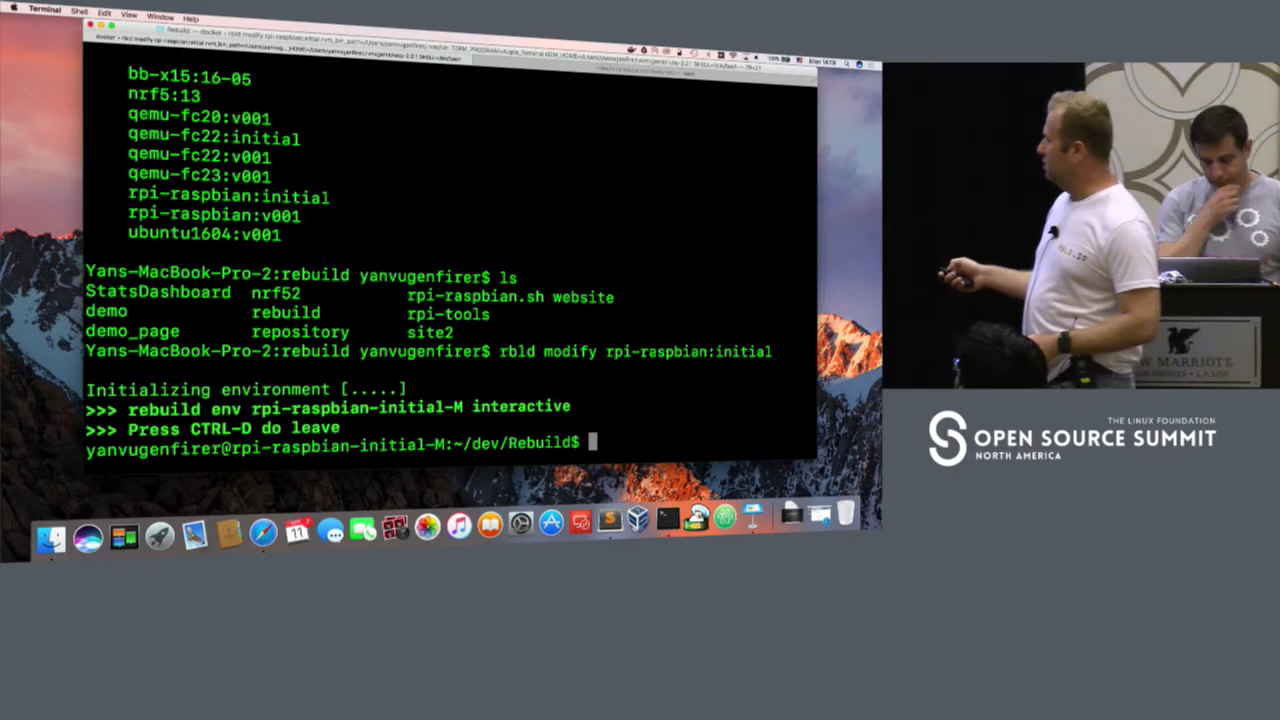 Terminal Shell Edit View Window Help
bb-x15:16-05
nrf5:13
qemu-fc20:v001
qemu-fc22:initial
qemu-fc22:v001
qemu-fc23:v001
rpi-raspbian:initial
rpi-raspbian:v001
ubuntu1604:v001
Yans-MacBook-Pro-2:rebuild yanvugenfirer$ ls
StatsDashboard nrf52 rpi-raspbian.sh website
demo rebuild rpi-tools
demo_page repository site2
Yans-MacBook-Pro-2:rebuild yanvugenfirer$ rbld modify rpi-raspbian:initial
Initializing environment [.....]
>>> rebuild env rpi-raspbian-initial-M interactive
>>> Press CTRL-D do leave
yanvugenfirer@rpi-raspbian-initial-M:~/dev/Rebuild$
11
W MARRIOTT
THE LINUX FOUNDATION
OPEN SOURCE SUMMIT
NORTH AMERICA